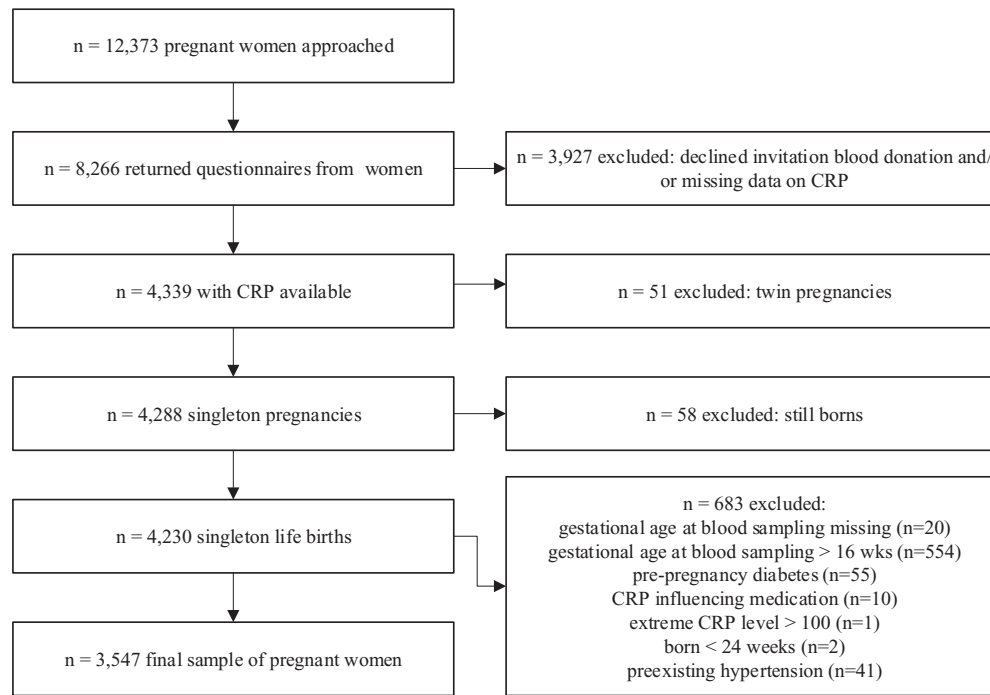 n = 12,373 pregnant women approached
n = 8,266 returned questionnaires from women
n = 3,927 excluded: declined invitation blood donation and/
or missing data on CRP
n = 4,339 with CRP available
n = 51 excluded: twin pregnancies
n = 4,288 singleton pregnancies
n = 58 excluded: still borns
n = 4,230 singleton life births
n = 683 excluded:
gestational age at blood sampling missing (n=20)
gestational age at blood sampling > 16 wks (n=554)
pre-pregnancy diabetes (n=55)
CRP influencing medication (n=10)
extreme CRP level > 100 (n=1)
born < 24 weeks (n=2)
preexisting hypertension (n=41)
n = 3,547 final sample of pregnant women